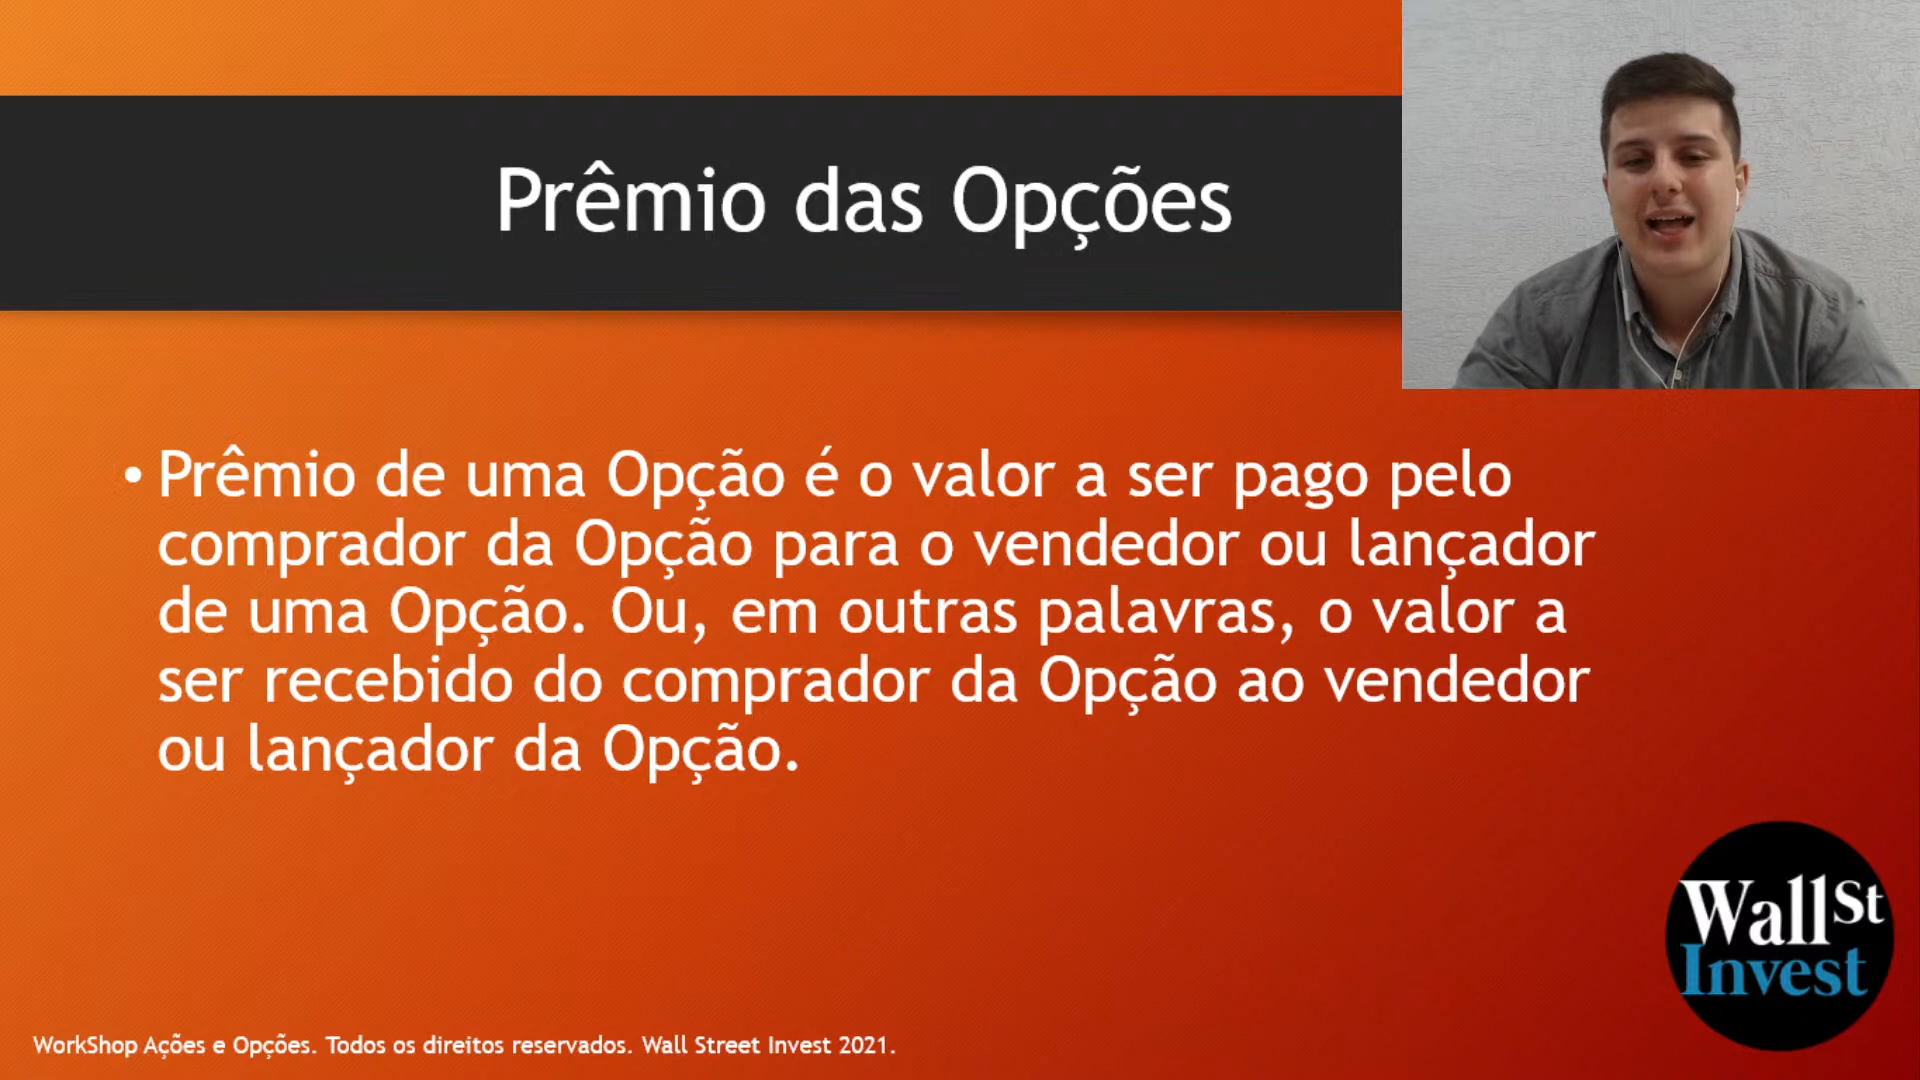 Prêmio das Opções
• Prêmio de uma Opção é o valor a ser pago pelo
comprador da Opção para o vendedor ou lançador
de uma Opção. Ou, em outras palavras, o valor a
ser recebido do comprador da Opção ao vendedor
ou lançador da Opção.
Wall St
Invest
WorkShop Ações e Opções. Todos os direitos reservados. Wall Street Invest 2021.